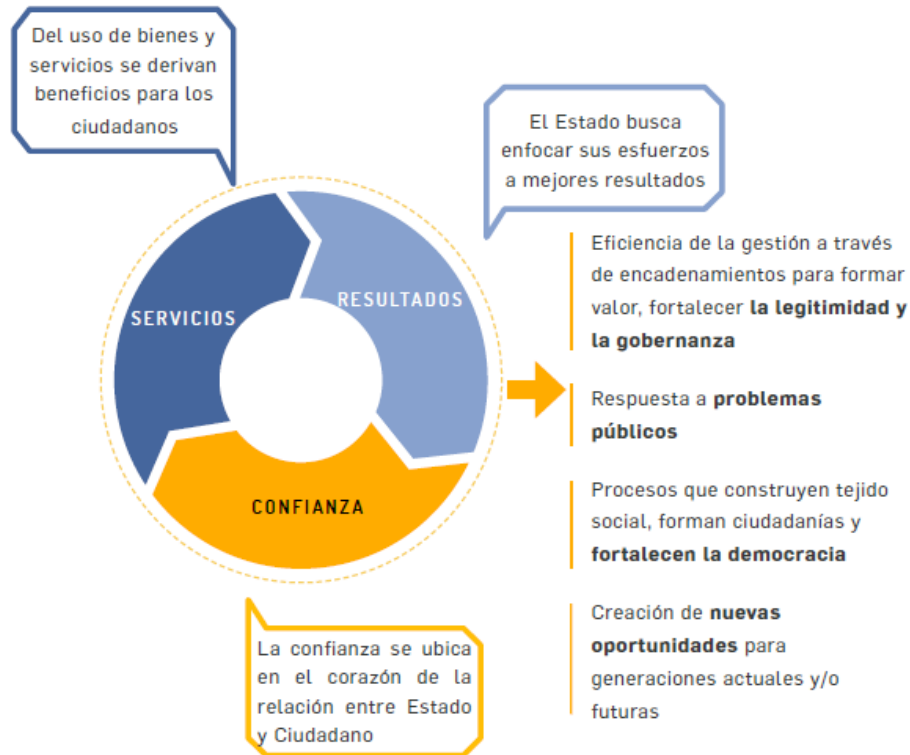 Del uso de bienes y
servicios se derivan
beneficios para los
ciudadanos
El Estado busca
enfocar sus esfuerzos
a mejores resultados
SERVICIOS
RESULTADOS
CONFIANZA
Eficiencia de la gestión a través
de encadenamientos para formar
valor, fortalecer la legitimidad y
la gobernanza
Respuesta a problemas
públicos
Procesos que construyen tejido
social, forman ciudadanías y
fortalecen la democracia
Creación de nuevas
oportunidades para
generaciones actuales y/o
futuras
La confianza se ubica
en el corazón de la
relación entre Estado
y Ciudadano